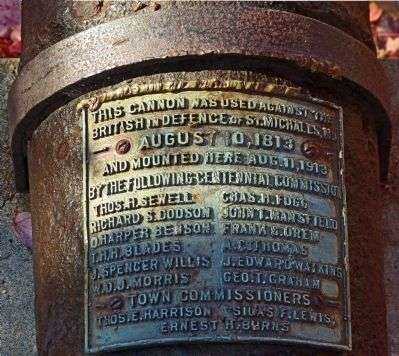 THIS CANNON WAS USED AGAINST THE
BRITISH IN DEFENCE OF ST. MICHAELS, MD.
AUGUST 10, 1813
AND MOUNTED HERE AUG. 11, 1913
BY THE FOLLOWING CENTENNIAL COMMISSION
THOS. H. SEWELL CHAS. H. FOGG
RICHARD S. DODSON JOHN T. MANSFIELD
O. HARPER BENSON FRANK C. OREM
T. H. H. BLADES A. C. THOMAS
J. SPENCER WILLIS J. EDWARD WATKINS
W. D. J. MORRIS GEO. T. GRAHAM
TOWN COMMISSIONERS
THOS. E. HARRISON SILAS F. LEWIS
ERNEST H. BURNS